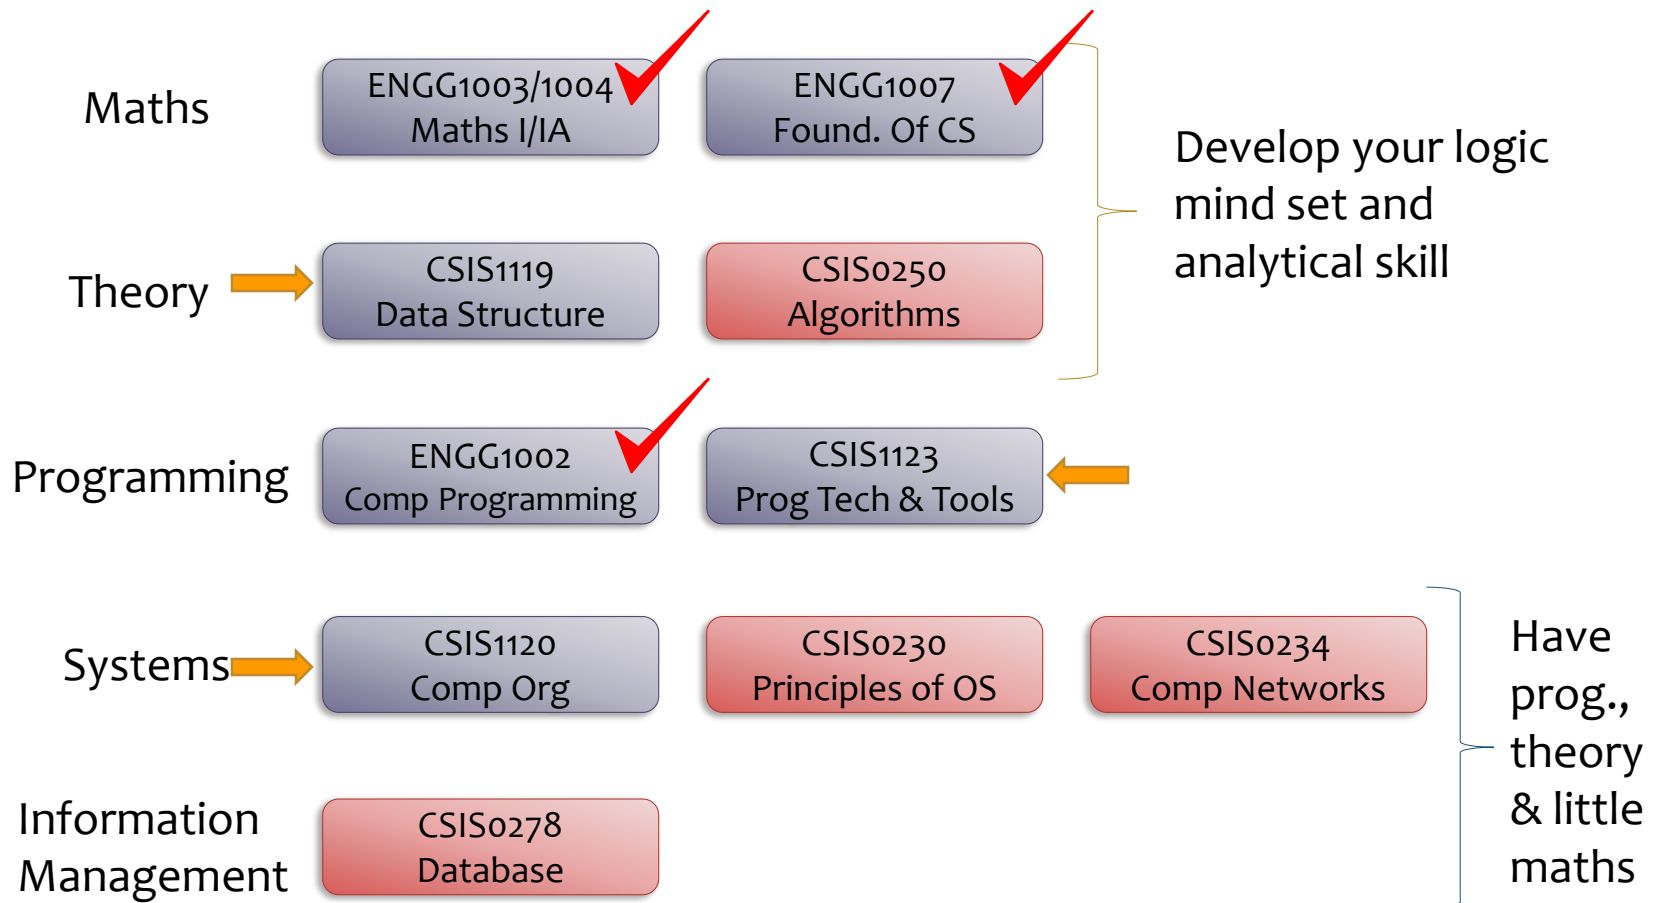 Maths
ENGG1003/1004
Maths I/IA
ENGG1007
Found. Of CS
Develop your logic
mind set and
analytical skill
Theory
CSIS1119
Data Structure
CSIS0250
Algorithms
Programming
ENGG1002
Comp Programming
CSIS1123
Prog Tech & Tools
Systems
CSIS1120
Comp Org
CSIS0230
Principles of OS
CSIS0234
Comp Networks
Have
prog.,
theory
& little
maths
Information
Management
CSIS0278
Database